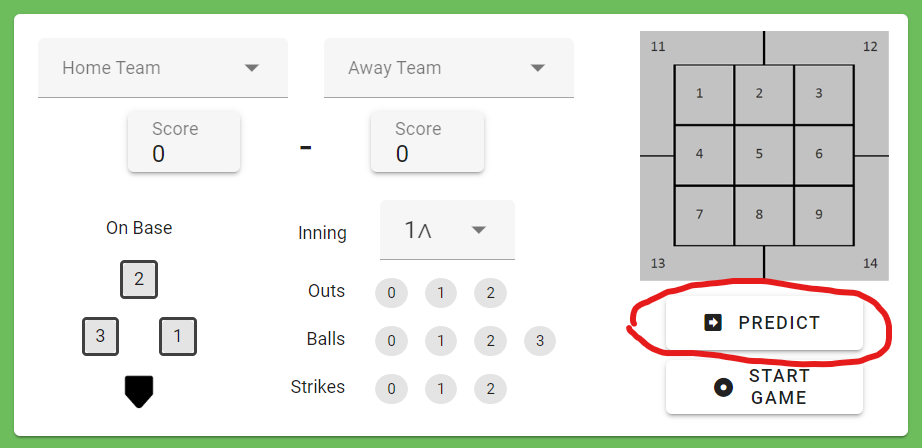 Home Team
Away Team
Score
0
-
Score
0
On Base
2
3 1
Inning 1^
Outs 0 1 2
Balls 0 1 2 3
Strikes 0 1 2
11 12
1 2 3
4 5 6
7 8 9
13 14
PREDICT
START
GAME